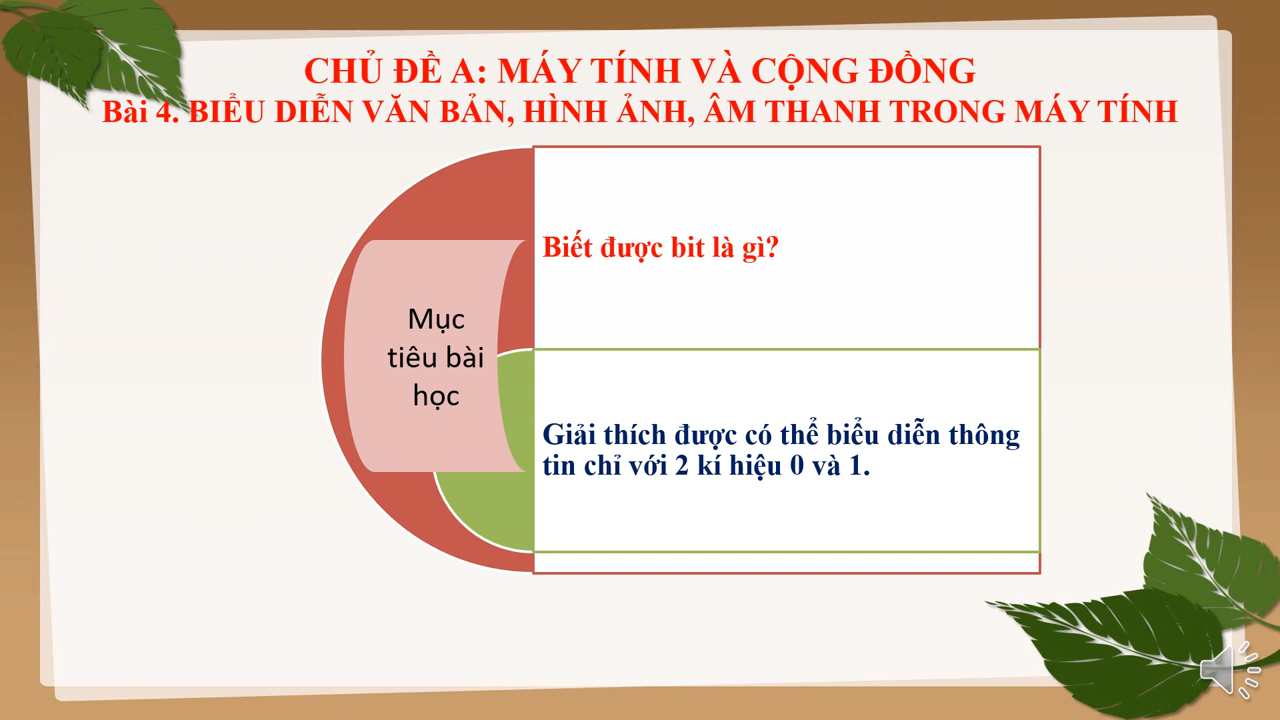 CHỦ ĐỀ A: MÁY TÍNH VÀ CỘNG ĐỒNG
Bài 4. BIỂU DIỄN VĂN BẢN, HÌNH ẢNH, ÂM THANH TRONG MÁY TÍNH
Mục
tiêu bài
học
Biết được bit là gì?
Giải thích được có thể biểu diễn thông
tin chỉ với 2 kí hiệu 0 và 1.